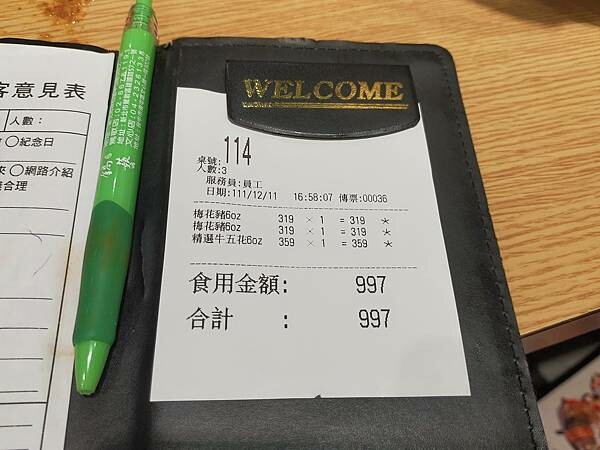 客意見表
人數:
○紀念日
○網路介紹
合理
WELCOME
桌號: 114
人數:3
服務員:員工
日期:111/12/11 16:58:07 傳票:00036
梅花豬6oz 319 × 1 = 319 *
梅花豬6oz 319 × 1 = 319 *
精選牛五花6oz 359 × 1 = 359 *
食用金額: 997
合計 : 997